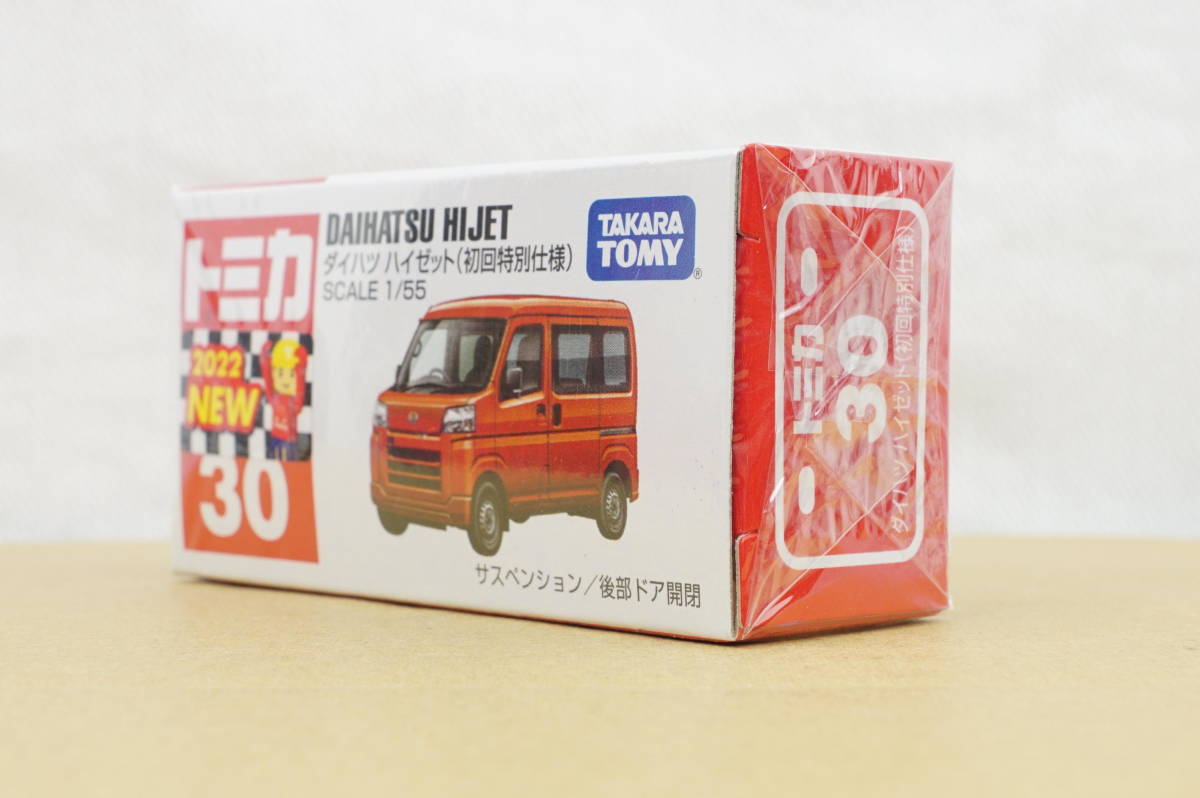 トミカ
2022
NEW
30
DAIHATSU HIJET
ダイハツ ハイゼット(初回特別仕様)
SCALE 1/55
TAKARA
TOMY
®
サスペンション/後部ドア開閉
トミカ
30
ダイハツ ハイゼット(初回特別仕様)